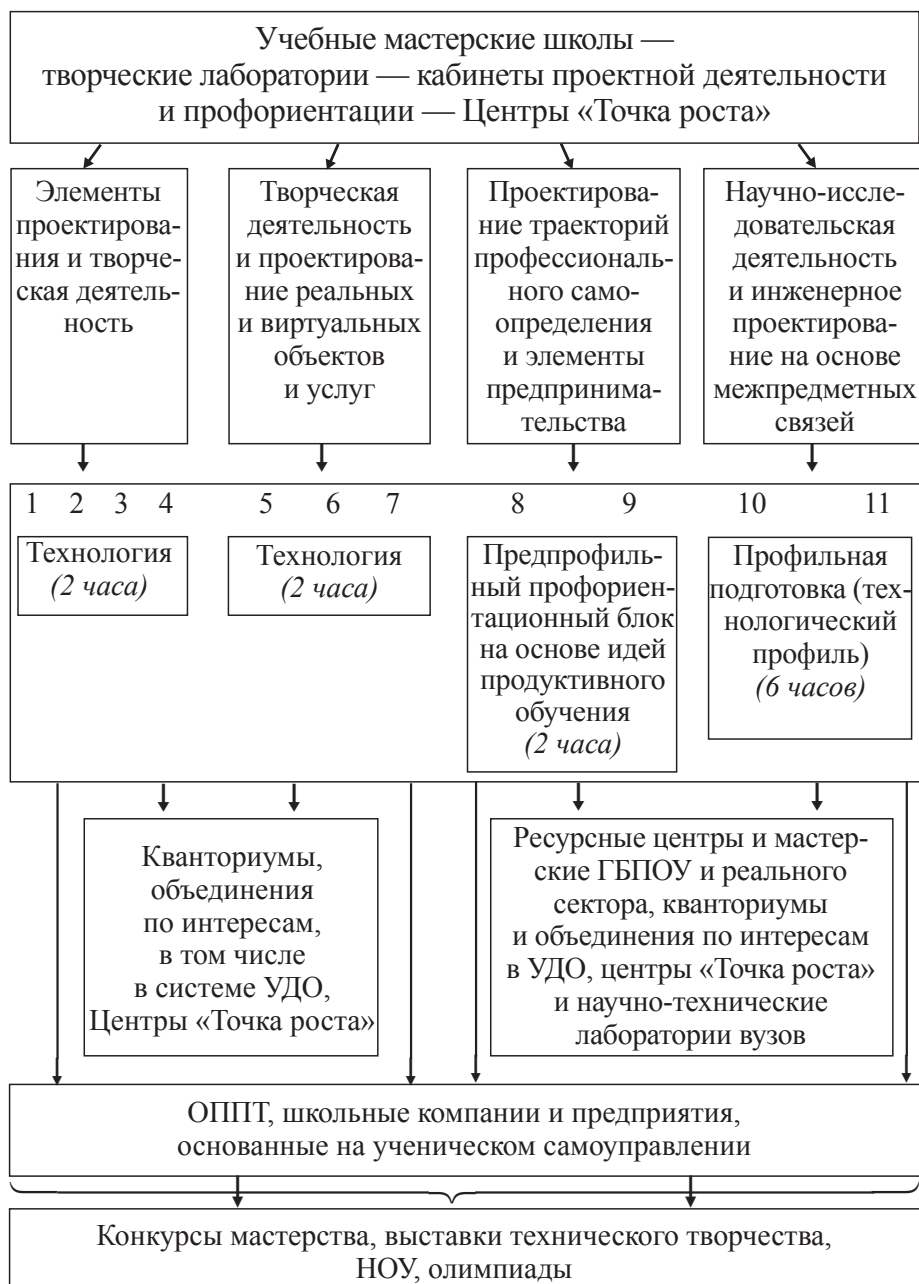 Учебные мастерские школы —
творческие лаборатории — кабинеты проектной деятельности
и профориентации — Центры «Точка роста»
Элементы
проектирова-
ния и творче-
ская деятель-
ность
Творческая
деятельность
и проектирова-
ние реальных
и виртуальных
объектов
и услуг
Проектирова-
ние траекторий
профессиональ-
ного само-
определения
и элементы
предпринима-
тельства
Научно-иссле-
довательская
деятельность
и инженерное
проектирова-
ние на основе
межпредметных
связей
1 2 3 4 5 6 7 8 9 10 11
Технология
(2 часа)
Технология
(2 часа)
Предпрофиль-
ный профориен-
тационный блок
на основе идей
продуктивного
обучения
(2 часа)
Профильная
подготовка (тех-
нологический
профиль)
(6 часов)
Кванториумы,
объединения
по интересам,
в том числе
в системе УДО,
Центры «Точка роста»
Ресурсные центры и мастер-
ские ГБПОУ и реального
сектора, кванториумы
и объединения по интересам
в УДО, центры «Точка роста»
и научно-технические
лаборатории вузов
ОППТ, школьные компании и предприятия,
основанные на ученическом самоуправлении
Конкурсы мастерства, выставки технического творчества,
НОУ, олимпиады